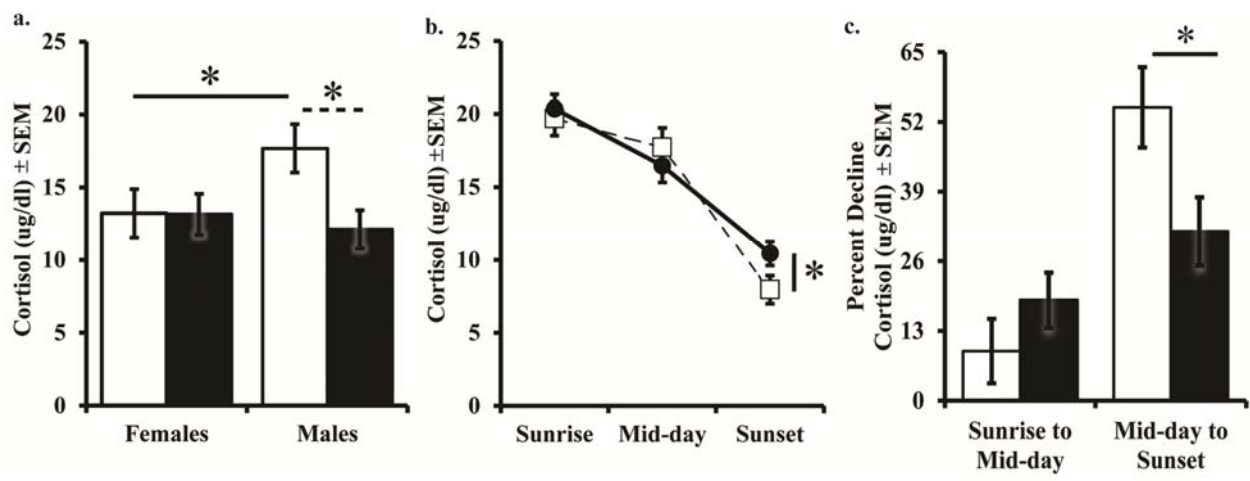 a.
Cortisol (ug/dl) ± SEM
25
20
15
10
5
0
*
*
Females
Males
b.
Cortisol (ug/dl) ±SEM
25
20
15
10
5
0
*
Sunrise
Mid-day
Sunset
c.
Percent Decline
Cortisol (ug/dl) ± SEM
65
52
39
26
13
0
*
Sunrise to
Mid-day
Mid-day to
Sunset